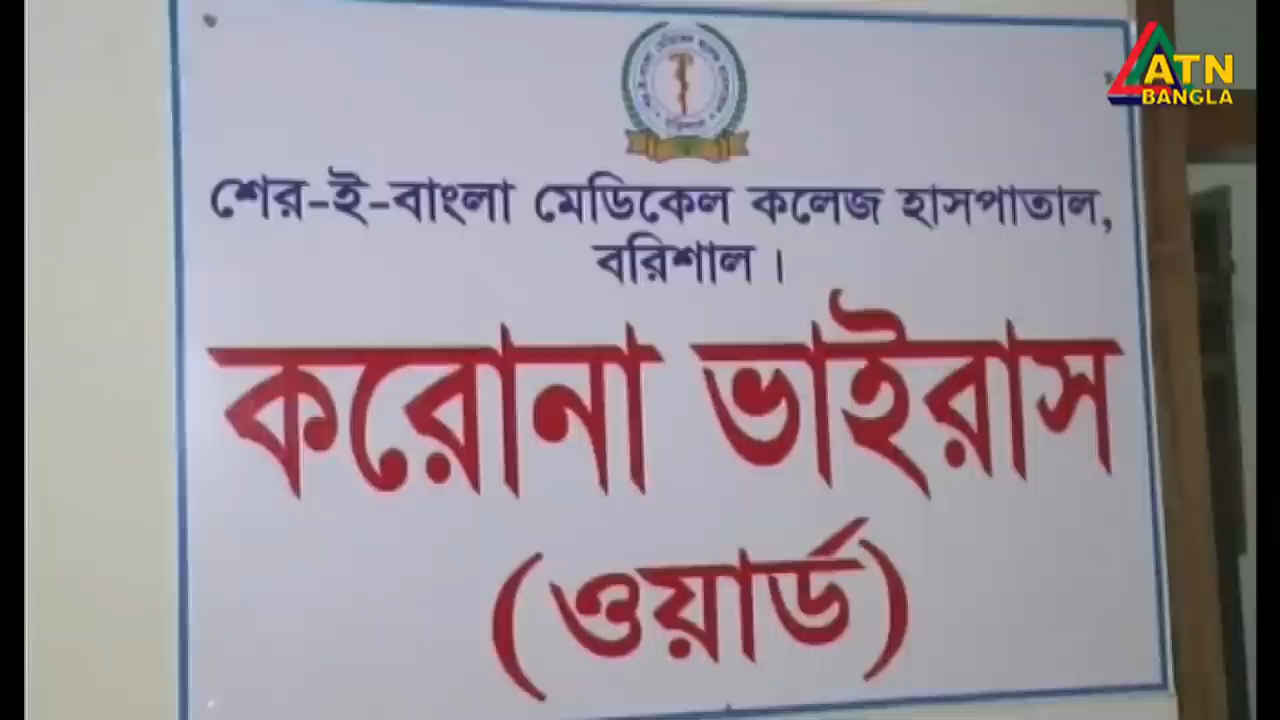 ATN
BANGLA
শের-ই-বাংলা মেডিকেল কলেজ হাসপাতাল,
বরিশাল।
করোনা ভাইরাস
(ওয়ার্ড)